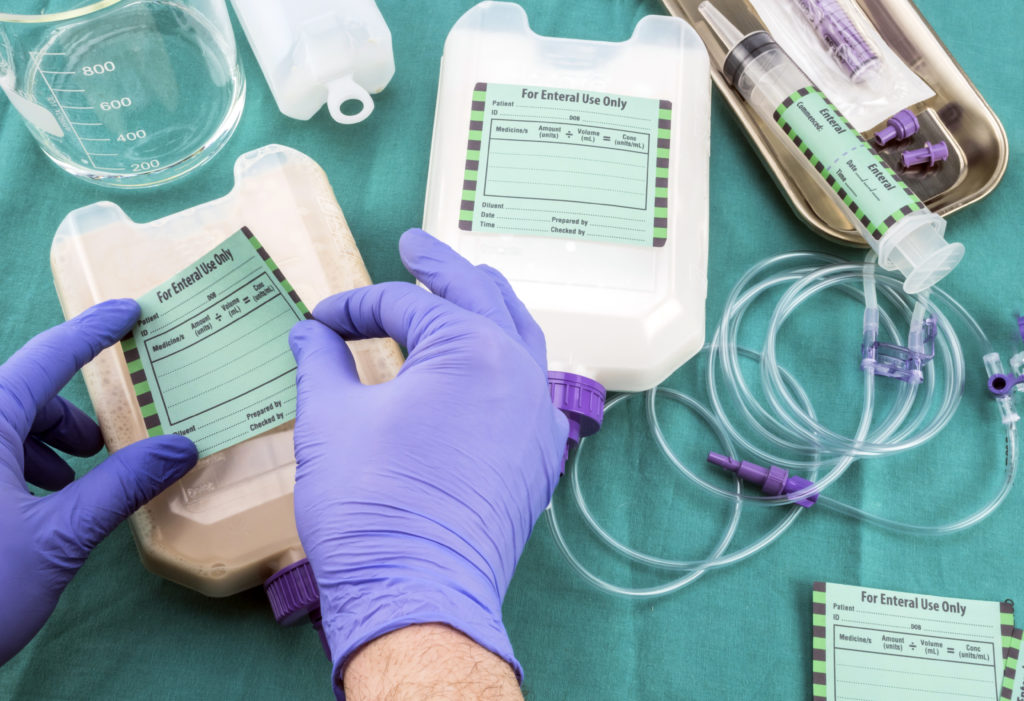 800
600
400
200
For Enteral Use Only
Patient
ID DOB
Medicine/s Amount (units) ÷ Volume (mL) = Conc (units/mL)
Diluent
Date Prepared by
Time Checked by
Enteral
Commenced:
Enteral
Date
Time
For Enteral Use Only
Patient
ID DOB
Medicine/s Amount (units) ÷ Volume (mL) = Conc (units/mL)
Diluent Prepared by
Checked by
For Enteral Use Only
Patient
ID DOB
Medicine/s Amount (units) ÷ Volume (mL) = Conc (units/mL)